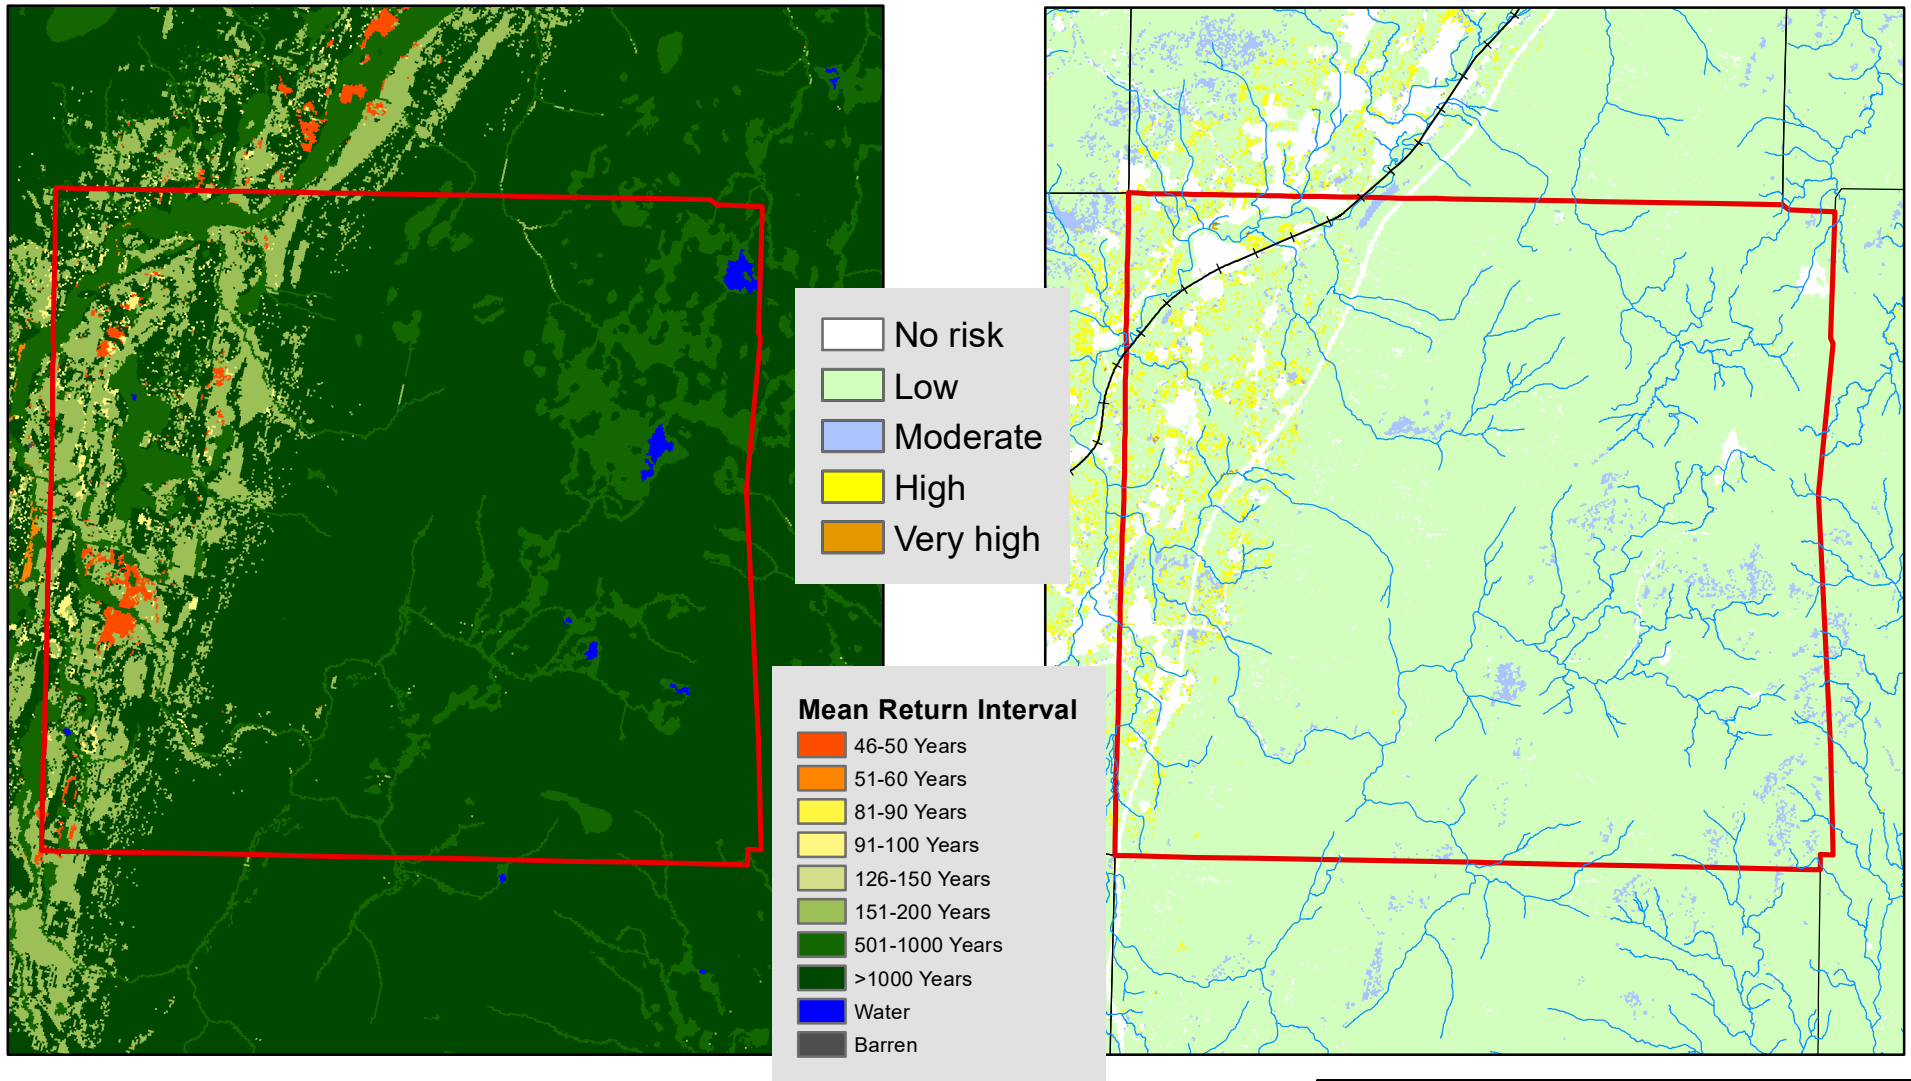 No risk
Low
Moderate
High
Very high
Mean Return Interval
46-50 Years
51-60 Years
81-90 Years
91-100 Years
126-150 Years
151-200 Years
501-1000 Years
>1000 Years
Water
Barren